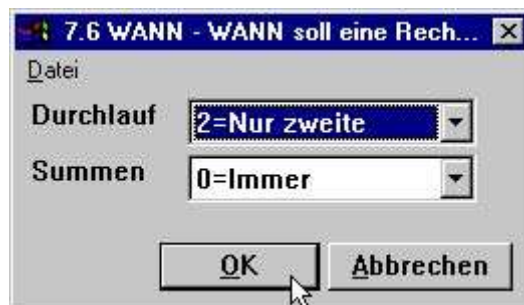 7.6 WANN - WANN soll eine Rech...
Datei
Durchlauf 2=Nur zweite
Summen 0=Immer
OK Abbrechen